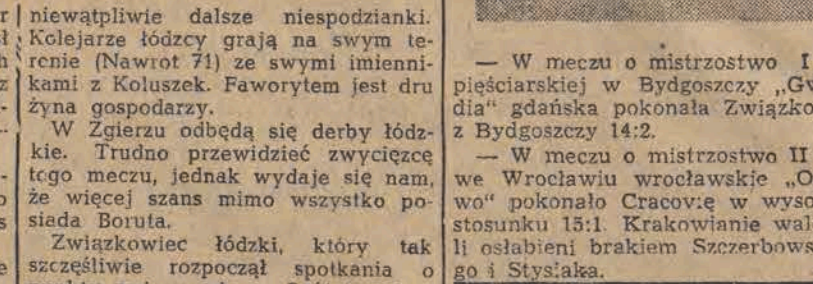 niewątpliwie dalsze niespodzianki.
Kolejarze łódzcy grają na swym te-
renie (Nawrot 71) ze swymi imienni-
kami z Koluszek. Faworytem jest dru
żyna gospodarzy.
W Zgierzu odbędą się derby łódz-
kie. Trudno przewidzieć zwycięzcę
tego meczu, jednak wydaje się nam,
że więcej szans mimo wszystko po-
siada Boruta.
Związkowiec łódzki, który tak
szczęśliwie rozpoczął spotkania o
— W meczu o mistrzostwo I
pięściarskiej w Bydgoszczy „Gw
dia“ gdańska pokonała Związko
z Bydgoszczy 14:2.
— W meczu o mistrzostwo II
we Wrocławiu wrocławskie „O
wo“ pokonało Cracovię w wyso
stosunku 15:1. Krakowianie wal
li osłabieni brakiem Szczerbows
go i Stysiaka.